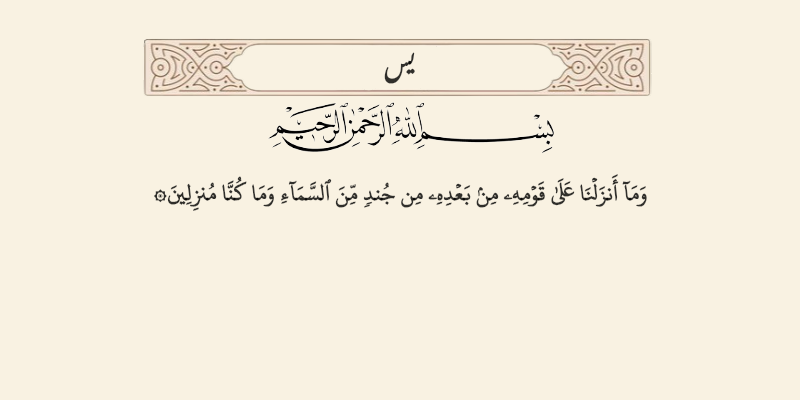 يس
بِسْمِ ٱللَّهِ ٱلرَّحْمَٰنِ ٱلرَّحِيمِ
وَمَآ أَنزَلْنَا عَلَىٰ قَوْمِهِۦ مِنۢ بَعْدِهِۦ مِن جُندٍ مِّنَ ٱلسَّمَآءِ وَمَا كُنَّا مُنزِلِينَ۞